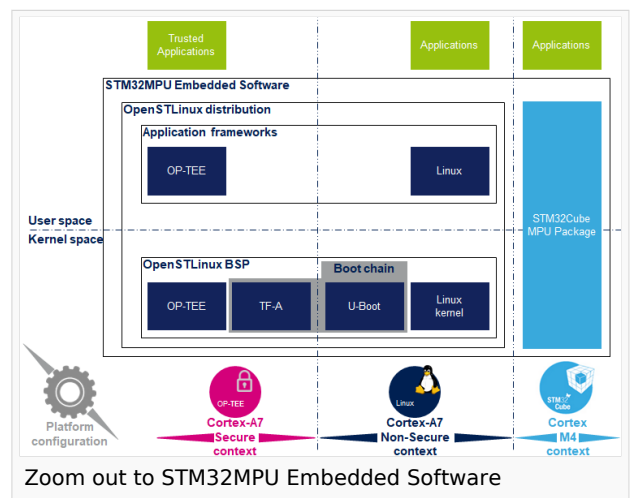 Trusted
Applications
Applications
Applications
STM32MPU Embedded Software
OpenSTLinux distribution
Application frameworks
OP-TEE
Linux
STM32Cube
MPU Package
User space
Kernel space
OpenSTLinux BSP
Boot chain
OP-TEE
TF-A
U-Boot
Linux
kernel
Platform
configuration
OP-TEE
Cortex-A7
Secure
context
Linux
Cortex-A7
Non-Secure
context
STM32
Cube
Cortex
M4
context
Zoom out to STM32MPU Embedded Software